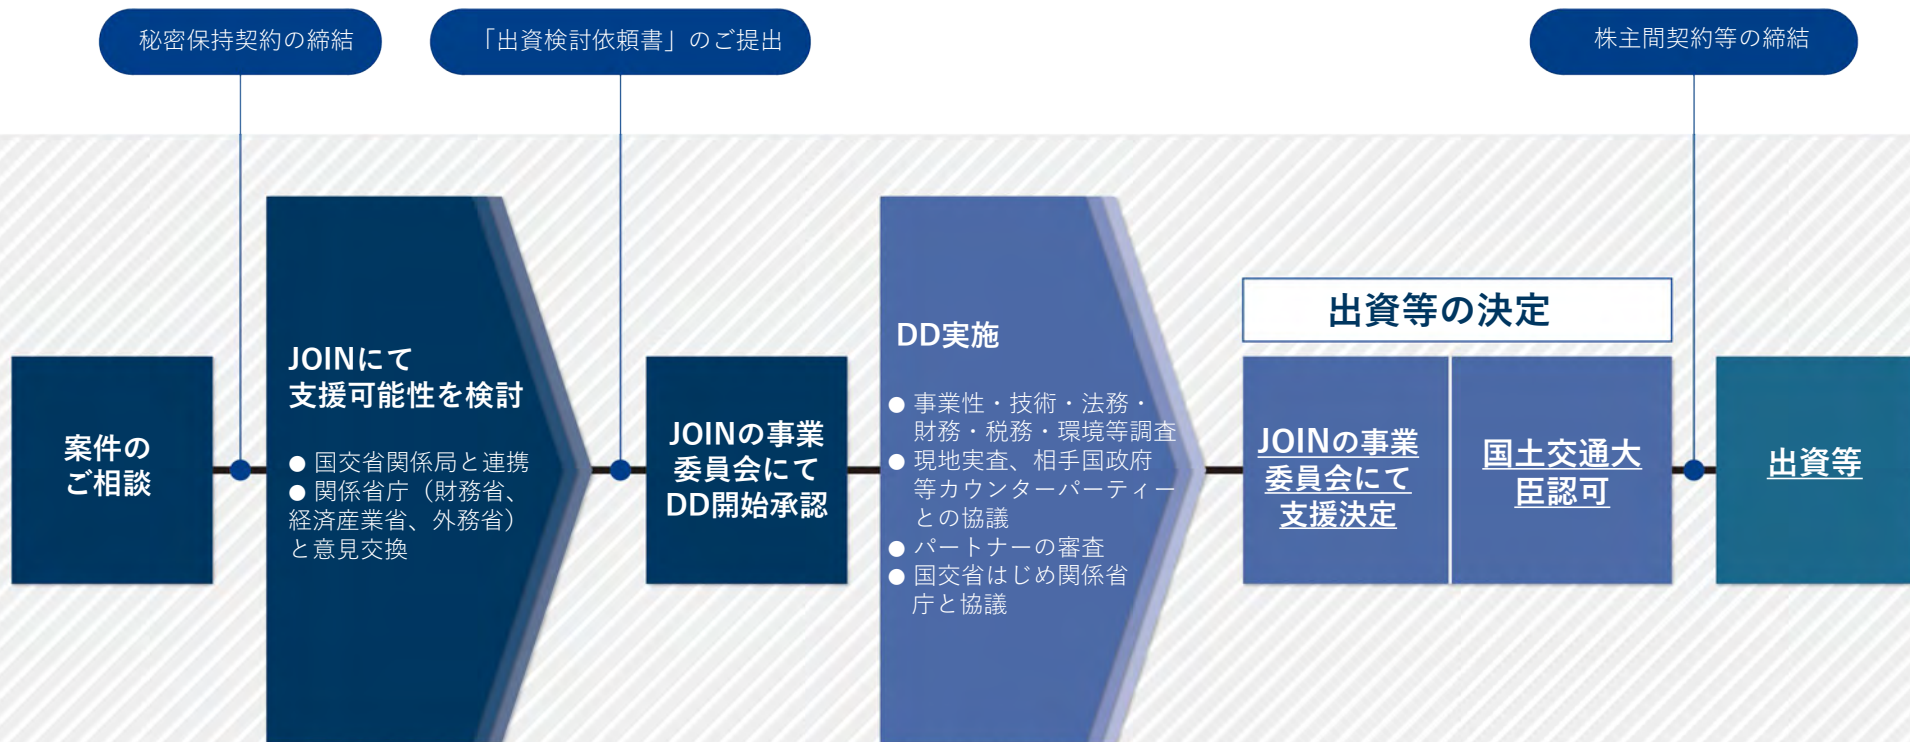 秘密保持契約の締結
「出資検討依頼書」のご提出
株主間契約等の締結
案件の
ご相談
JOINにて
支援可能性を検討
● 国交省関係局と連携
● 関係省庁（財務省、
経済産業省、外務省）
と意見交換
JOINの事業
委員会にて
DD開始承認
DD実施
● 事業性・技術・法務・
財務・税務・環境等調査
● 現地実査、相手国政府
等カウンターパーティー
との協議
● パートナーの審査
● 国交省はじめ関係省
庁と協議
出資等の決定
JOINの事業
委員会にて
支援決定
国土交通大
臣認可
出資等